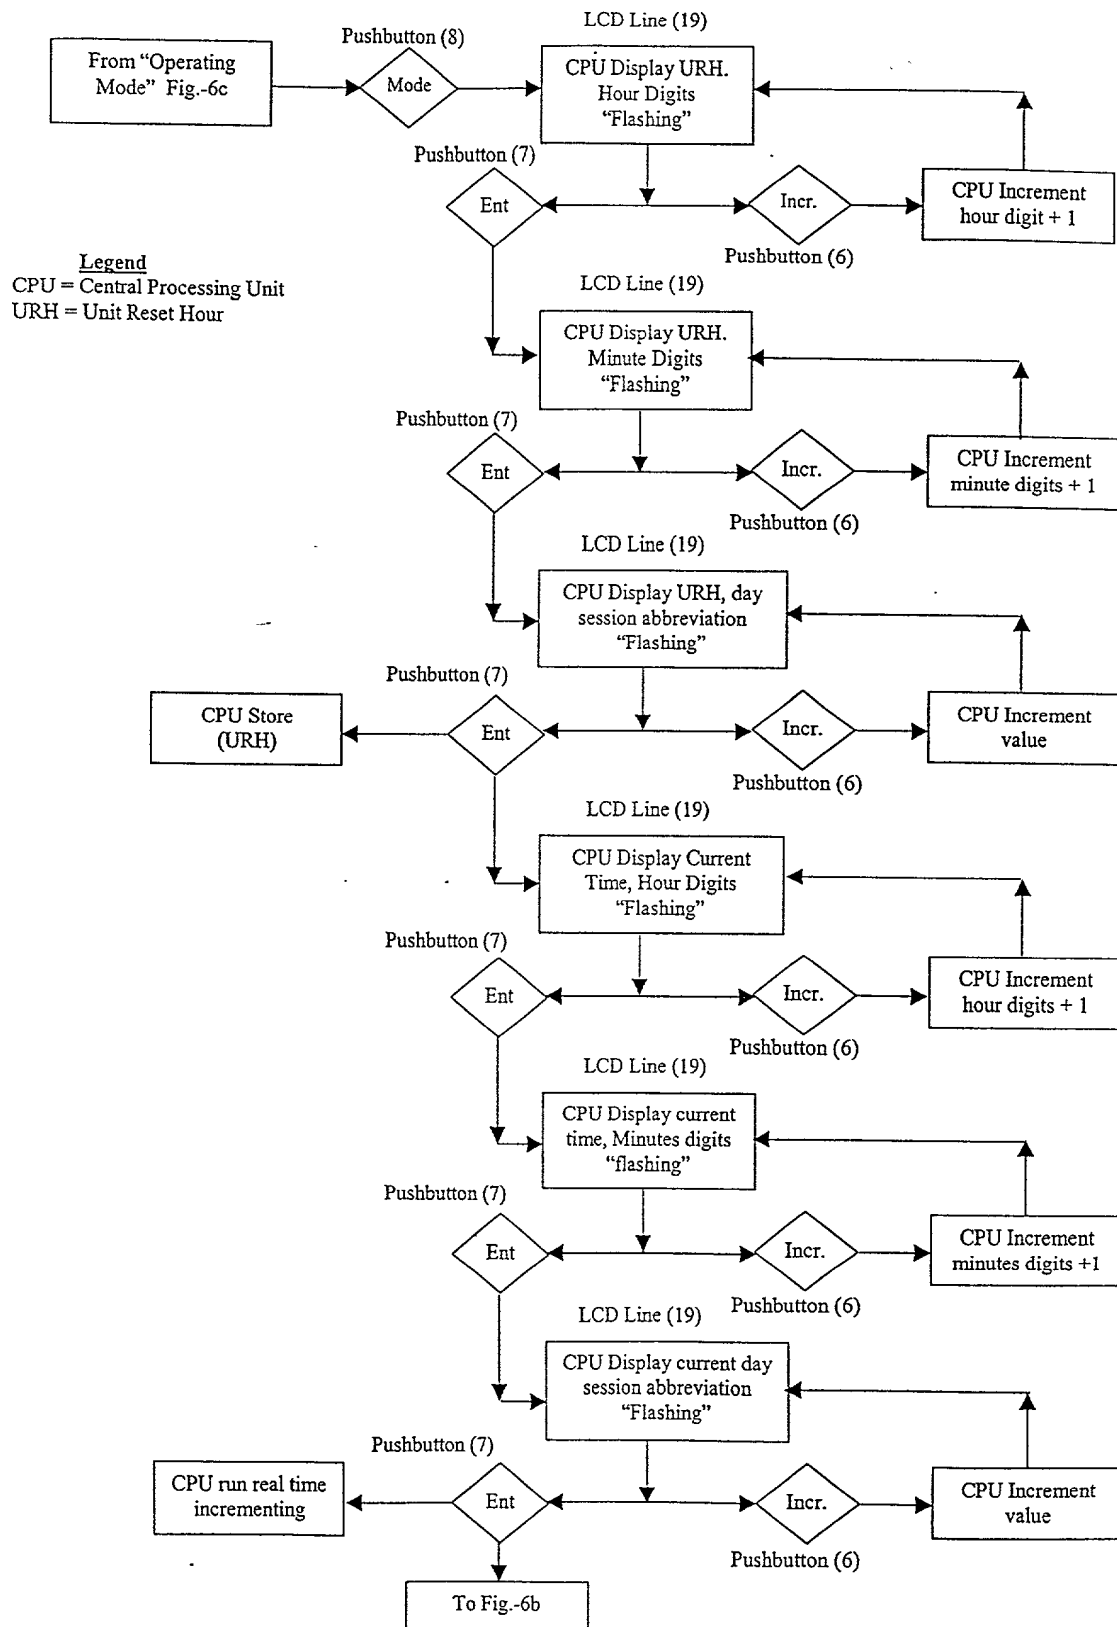 LCD Line (19)
Pushbutton (8)
From “Operating
Mode” Fig.-6c
Mode
CPU Display URH.
Hour Digits
“Flashing”
Pushbutton (7)
Ent
Incr.
CPU Increment
hour digit + 1
Pushbutton (6)
Legend
CPU = Central Processing Unit
URH = Unit Reset Hour
LCD Line (19)
CPU Display URH.
Minute Digits
“Flashing”
Pushbutton (7)
Ent
Incr.
CPU Increment
minute digits + 1
Pushbutton (6)
LCD Line (19)
CPU Display URH, day
session abbreviation
“Flashing”
Pushbutton (7)
CPU Store
(URH)
Ent
Incr.
CPU Increment
value
Pushbutton (6)
LCD Line (19)
CPU Display Current
Time, Hour Digits
“Flashing”
Pushbutton (7)
Ent
Incr.
CPU Increment
hour digits + 1
Pushbutton (6)
LCD Line (19)
CPU Display current
time, Minutes digits
“flashing”
Pushbutton (7)
Ent
Incr.
CPU Increment
minutes digits +1
Pushbutton (6)
LCD Line (19)
CPU Display current day
session abbreviation
“Flashing”
Pushbutton (7)
CPU run real time
incrementing
Ent
Incr.
CPU Increment
value
Pushbutton (6)
To Fig.-6b